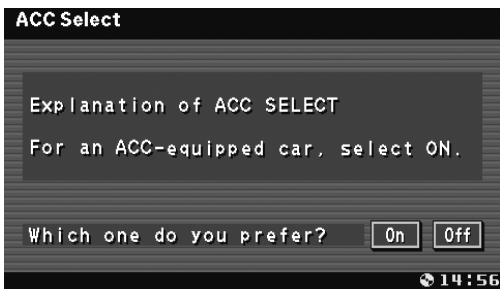 ACC Select
Explanation of ACC SELECT
For an ACC-equipped car, select ON.
Which one do you prefer? On Off
14:56